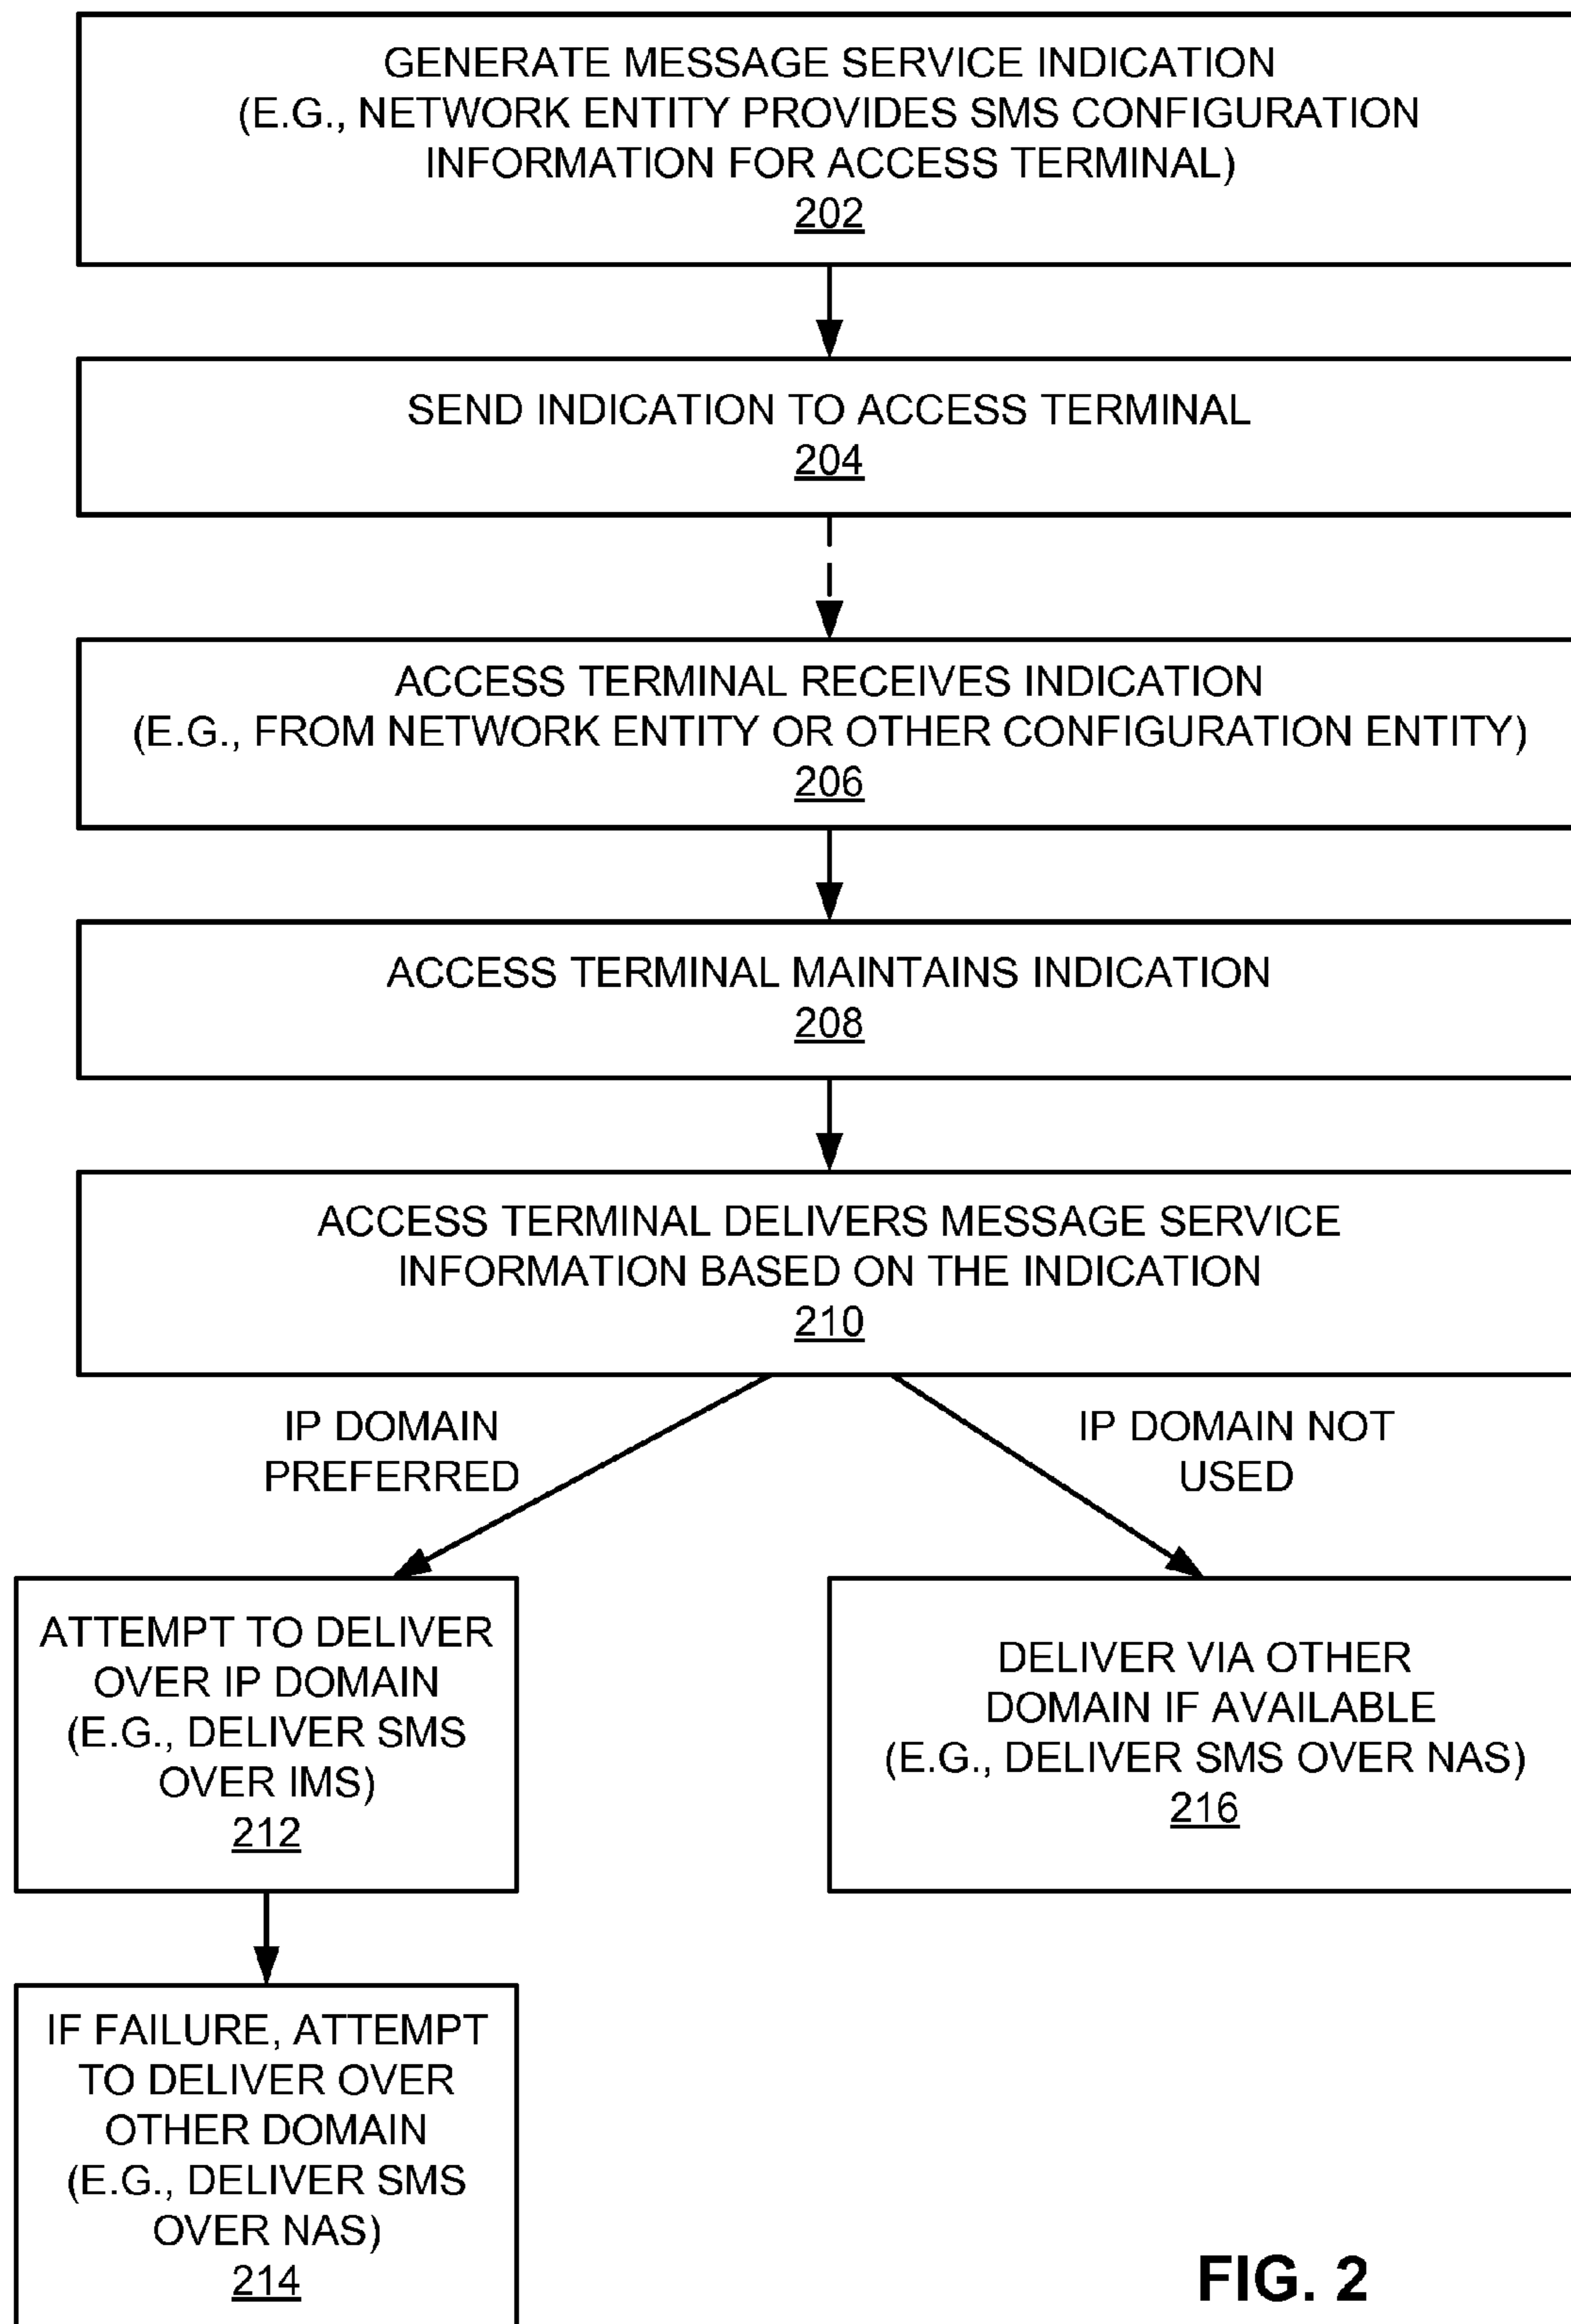 GENERATE MESSAGE SERVICE INDICATION
(E.G., NETWORK ENTITY PROVIDES SMS CONFIGURATION
INFORMATION FOR ACCESS TERMINAL)
202
SEND INDICATION TO ACCESS TERMINAL
204
ACCESS TERMINAL RECEIVES INDICATION
(E.G., FROM NETWORK ENTITY OR OTHER CONFIGURATION ENTITY)
206
ACCESS TERMINAL MAINTAINS INDICATION
208
ACCESS TERMINAL DELIVERS MESSAGE SERVICE
INFORMATION BASED ON THE INDICATION
210
IP DOMAIN
PREFERRED
IP DOMAIN NOT
USED
ATTEMPT TO DELIVER
OVER IP DOMAIN
(E.G., DELIVER SMS
OVER IMS)
212
DELIVER VIA OTHER
DOMAIN IF AVAILABLE
(E.G., DELIVER SMS OVER NAS)
216
IF FAILURE, ATTEMPT
TO DELIVER OVER
OTHER DOMAIN
(E.G., DELIVER SMS
OVER NAS)
214
FIG. 2